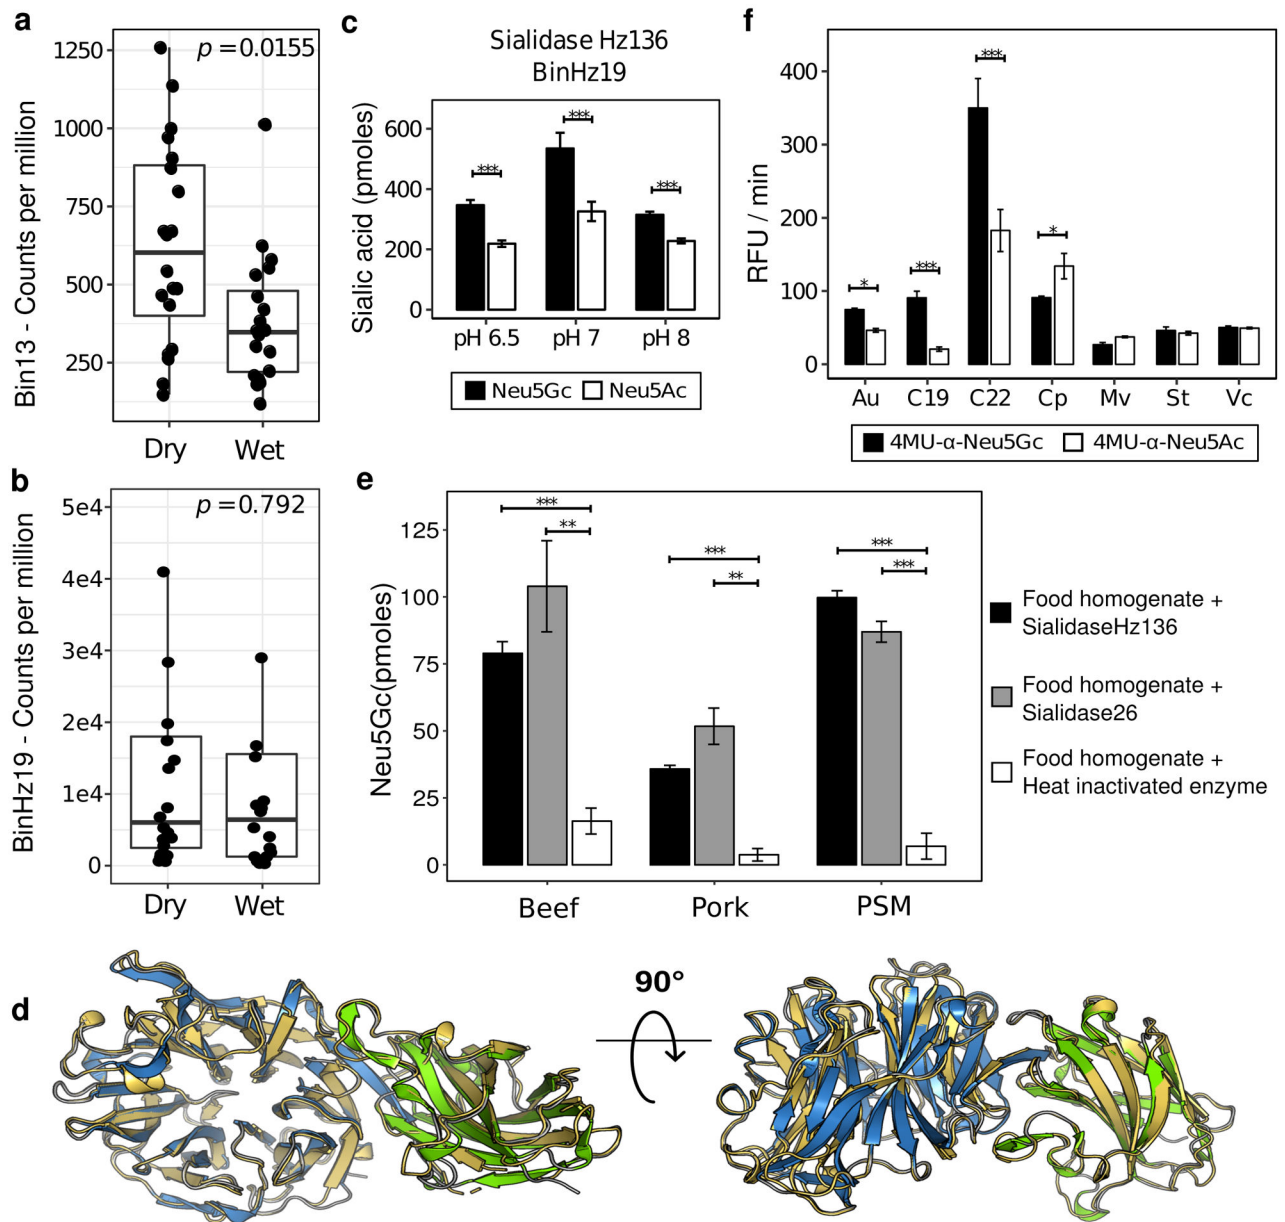 a
p = 0.0155
Bin13 - Counts per million
1250
1000
750
500
250
Dry Wet
b
p = 0.792
BinHz19 - Counts per million
5e4
4e4
3e4
2e4
1e4
0
Dry Wet
c
Sialidase Hz136
BinHz19
Sialic acid (pmoles)
600
400
200
0
*** *** ***
pH 6.5 pH 7 pH 8
Neu5Gc Neu5Ac
f
RFU / min
400
300
200
100
0
* *** *** *
Au C19 C22 Cp Mv St Vc
4MU-α-Neu5Gc 4MU-α-Neu5Ac
e
Neu5Gc(pmoles)
125
100
75
50
25
0
*** ** *** ** *** ***
Beef Pork PSM
Food homogenate +
SialidaseHz136
Food homogenate +
Sialidase26
Food homogenate +
Heat inactivated enzyme
d
90°